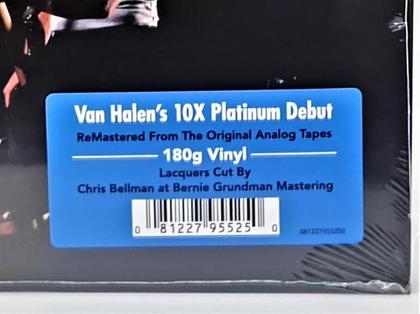 Van Halen's 10X Platinum Debut
ReMastered From The Original Analog Tapes
180g Vinyl
Lacquers Cut By
Chris Bellman at Bernie Grundman Mastering
0 81227 95525 0
081227955250